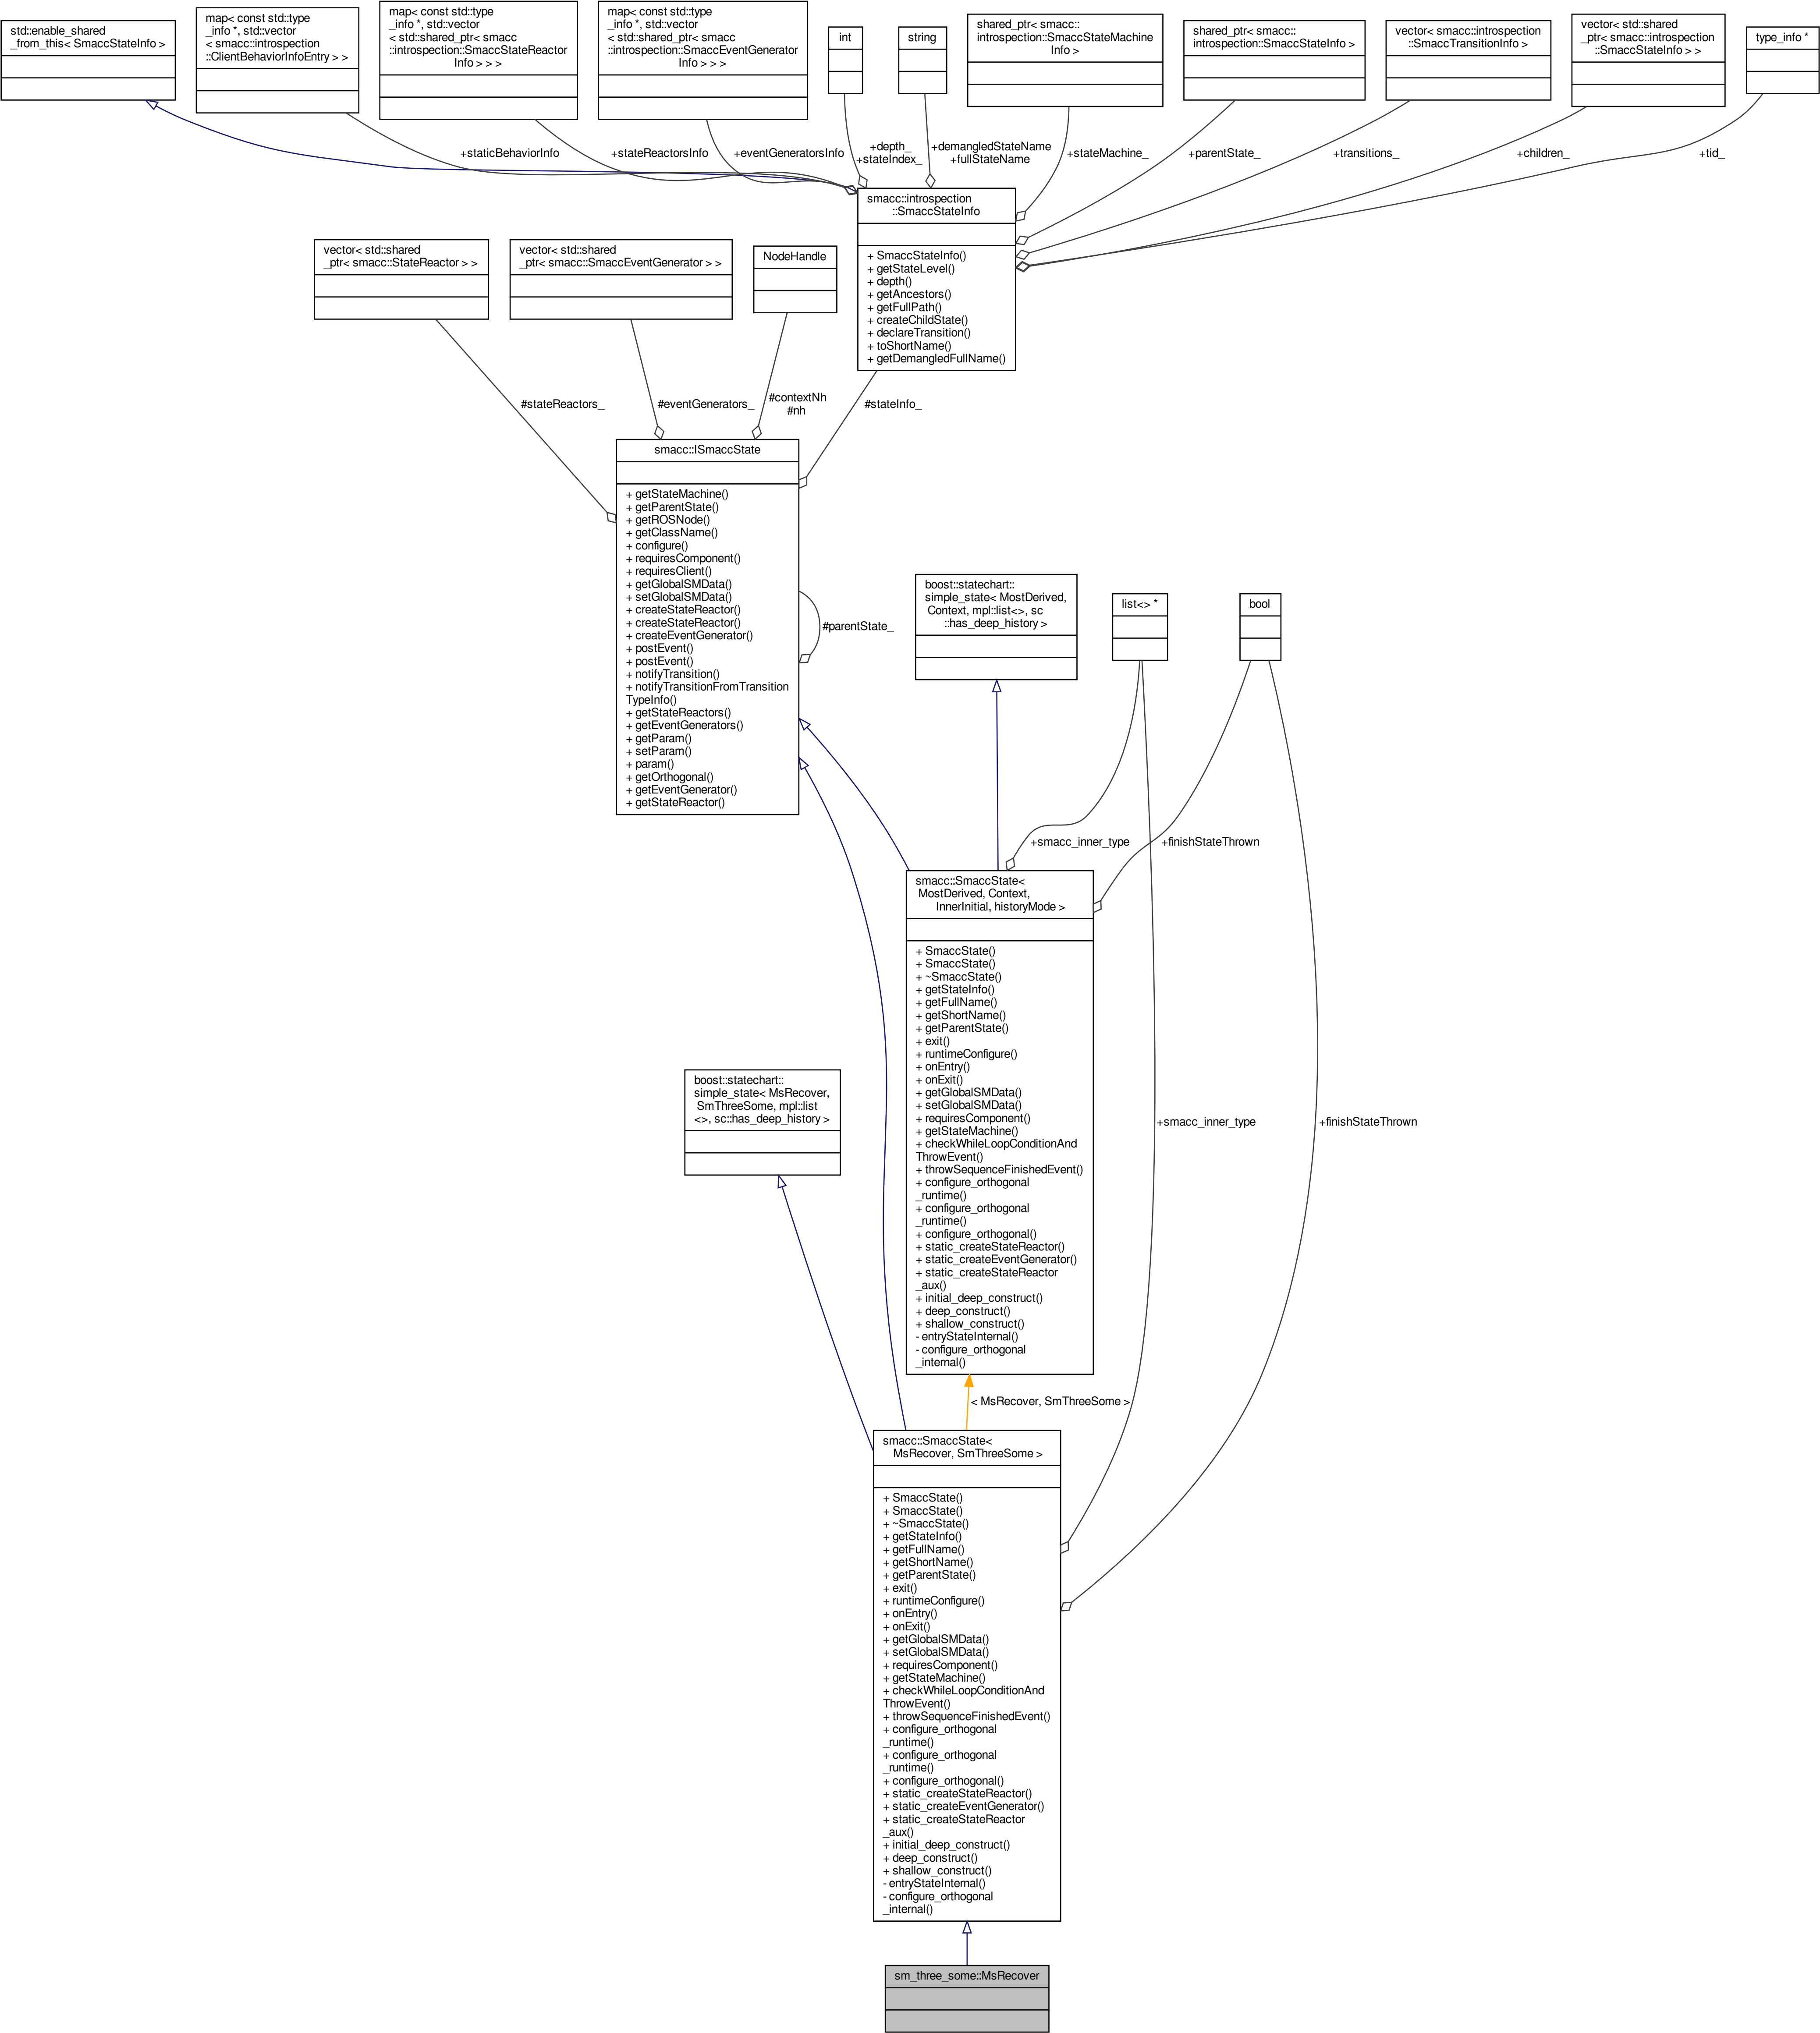 std::enable_shared
_from_this< SmaccStateInfo >
map< const std::type
_info *, std::vector
< smacc::introspection
::ClientBehaviorInfoEntry > >
map< const std::type
_info *, std::vector
< std::shared_ptr< smacc
::introspection::SmaccStateReactor
Info > > >
map< const std::type
_info *, std::vector
< std::shared_ptr< smacc
::introspection::SmaccEventGenerator
Info > > >
int
string
shared_ptr< smacc::
introspection::SmaccStateMachine
Info >
shared_ptr< smacc::
introspection::SmaccStateInfo >
vector< smacc::introspection
::SmaccTransitionInfo >
vector< std::shared
_ptr< smacc::introspection
::SmaccStateInfo > >
type_info *
+staticBehaviorInfo
+stateReactorsInfo
+eventGeneratorsInfo
+depth_
+stateIndex_
+demangledStateName
+fullStateName
+stateMachine_
+parentState_
+transitions_
+children_
+tid_
smacc::introspection
::SmaccStateInfo
+ SmaccStateInfo()
+ getStateLevel()
+ depth()
+ getAncestors()
+ getFullPath()
+ createChildState()
+ declareTransition()
+ toShortName()
+ getDemangledFullName()
vector< std::shared
_ptr< smacc::StateReactor > >
vector< std::shared
_ptr< smacc::SmaccEventGenerator > >
NodeHandle
#stateReactors_
#eventGenerators_
#contextNh
#nh
#stateInfo_
smacc::ISmaccState
+ getStateMachine()
+ getParentState()
+ getROSNode()
+ getClassName()
+ configure()
+ requiresComponent()
+ requiresClient()
+ getGlobalSMData()
+ setGlobalSMData()
+ createStateReactor()
+ createStateReactor()
+ createEventGenerator()
+ postEvent()
+ postEvent()
+ notifyTransition()
+ notifyTransitionFromTransition
TypeInfo()
+ getStateReactors()
+ getEventGenerators()
+ getParam()
+ setParam()
+ param()
+ getOrthogonal()
+ getEventGenerator()
+ getStateReactor()
#parentState_
boost::statechart::
simple_state< MostDerived,
Context, mpl::list<>, sc
::has_deep_history >
list<> *
bool
+smacc_inner_type
+finishStateThrown
smacc::SmaccState<
MostDerived, Context,
InnerInitial, historyMode >
+ SmaccState()
+ SmaccState()
+ ~SmaccState()
+ getStateInfo()
+ getFullName()
+ getShortName()
+ getParentState()
+ exit()
+ runtimeConfigure()
+ onEntry()
+ onExit()
+ getGlobalSMData()
+ setGlobalSMData()
+ requiresComponent()
+ getStateMachine()
+ checkWhileLoopConditionAnd
ThrowEvent()
+ throwSequenceFinishedEvent()
+ configure_orthogonal
_runtime()
+ configure_orthogonal
_runtime()
+ configure_orthogonal()
+ static_createStateReactor()
+ static_createEventGenerator()
+ static_createStateReactor
_aux()
+ initial_deep_construct()
+ deep_construct()
+ shallow_construct()
- entryStateInternal()
- configure_orthogonal
_internal()
boost::statechart::
simple_state< MsRecover,
SmThreeSome, mpl::list
<>, sc::has_deep_history >
+smacc_inner_type
+finishStateThrown
< MsRecover, SmThreeSome >
smacc::SmaccState<
MsRecover, SmThreeSome >
+ SmaccState()
+ SmaccState()
+ ~SmaccState()
+ getStateInfo()
+ getFullName()
+ getShortName()
+ getParentState()
+ exit()
+ runtimeConfigure()
+ onEntry()
+ onExit()
+ getGlobalSMData()
+ setGlobalSMData()
+ requiresComponent()
+ getStateMachine()
+ checkWhileLoopConditionAnd
ThrowEvent()
+ throwSequenceFinishedEvent()
+ configure_orthogonal
_runtime()
+ configure_orthogonal
_runtime()
+ configure_orthogonal()
+ static_createStateReactor()
+ static_createEventGenerator()
+ static_createStateReactor
_aux()
+ initial_deep_construct()
+ deep_construct()
+ shallow_construct()
- entryStateInternal()
- configure_orthogonal
_internal()
sm_three_some::MsRecover